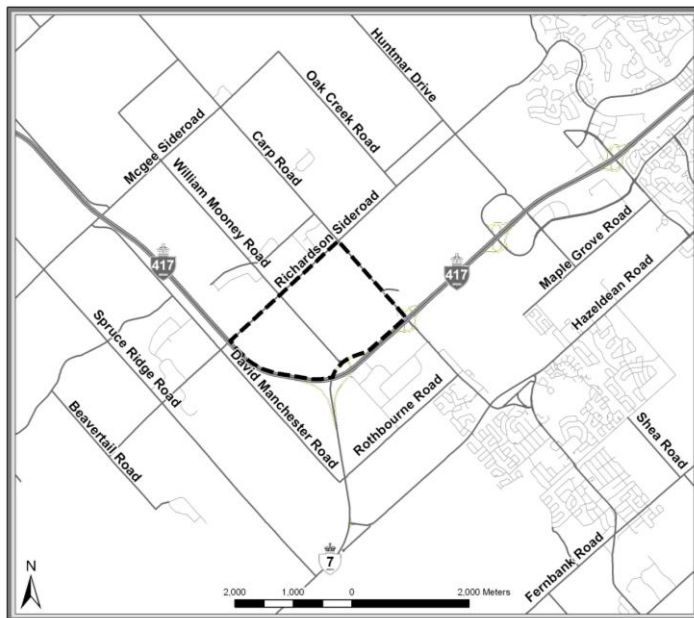 Huntmar Drive
Oak Creek Road
Carp Road
Mcgee Sideroad
William Mooney Road
Richardson Sideroad
417
417
Maple Grove Road
Hazeldean Road
Spruce Ridge Road
David Manchester Road
Rothbourne Road
Beavertail Road
Shea Road
Fernbank Road
7
N
2,000 1,000 0 2,000 Meters